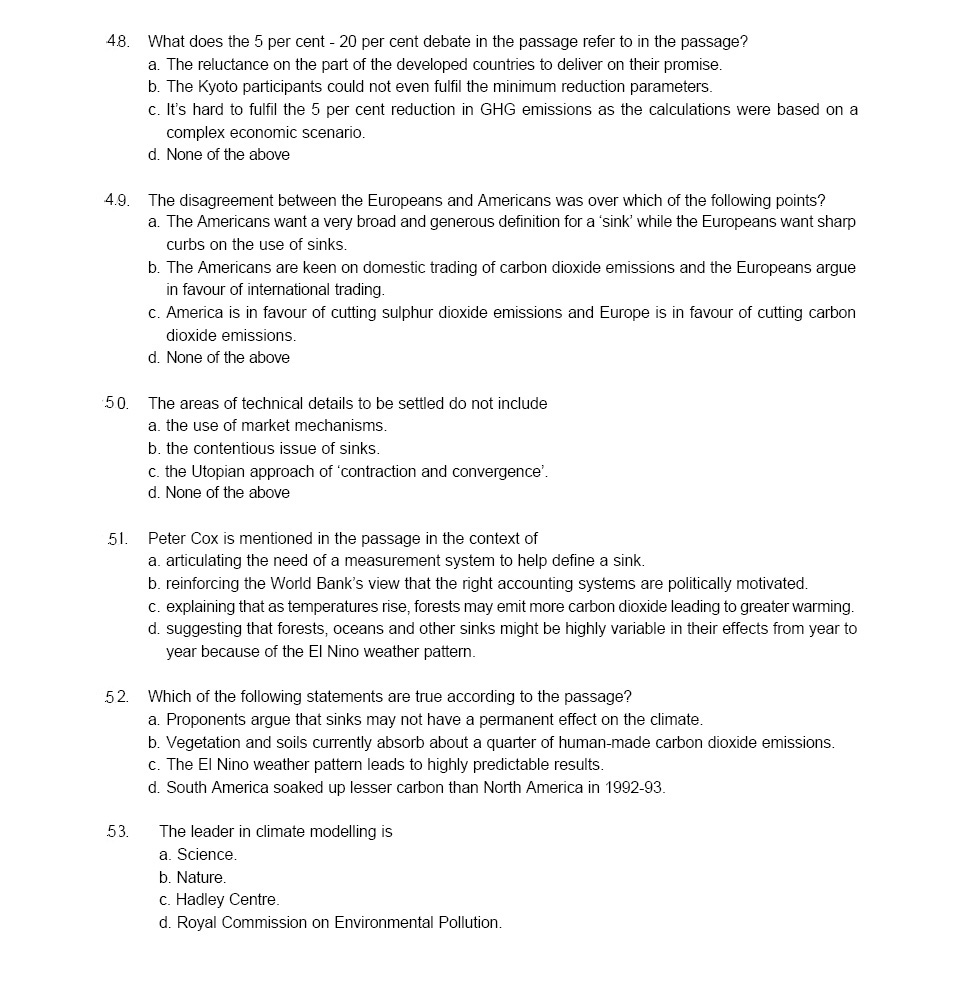 48. What does the 5 per cent - 20 per cent debate in the passage refer to in the passage?
a. The reluctance on the part of the developed countries to deliver on their promise.
b. The Kyoto participants could not even fulfil the minimum reduction parameters.
c. It's hard to fulfil the 5 per cent reduction in GHG emissions as the calculations were based on a
complex economic scenario.
d. None of the above
49. The disagreement between the Europeans and Americans was over which of the following points?
a. The Americans want a very broad and generous definition for a 'sink' while the Europeans want sharp
curbs on the use of sinks.
b. The Americans are keen on domestic trading of carbon dioxide emissions and the Europeans argue
in favour of international trading.
c. America is in favour of cutting sulphur dioxide emissions and Europe is in favour of cutting carbon
dioxide emissions.
d. None of the above
50. The areas of technical details to be settled do not include
a. the use of market mechanisms.
b. the contentious issue of sinks.
c. the Utopian approach of 'contraction and convergence'.
d. None of the above
51. Peter Cox is mentioned in the passage in the context of
a. articulating the need of a measurement system to help define a sink.
b. reinforcing the World Bank's view that the right accounting systems are politically motivated.
c. explaining that as temperatures rise, forests may emit more carbon dioxide leading to greater warming.
d. suggesting that forests, oceans and other sinks might be highly variable in their effects from year to
year because of the El Nino weather pattern.
52. Which of the following statements are true according to the passage?
a. Proponents argue that sinks may not have a permanent effect on the climate.
b. Vegetation and soils currently absorb about a quarter of human-made carbon dioxide emissions.
c. The El Nino weather pattern leads to highly predictable results.
d. South America soaked up lesser carbon than North America in 1992-93.
53. The leader in climate modelling is
a. Science.
b. Nature.
c. Hadley Centre.
d. Royal Commission on Environmental Pollution.